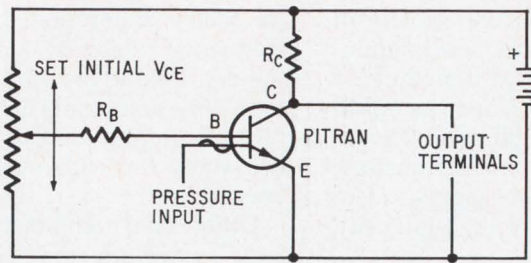 SET INITIAL VCE
RB
B
C
RC
E
PITRAN
PRESSURE
INPUT
OUTPUT
TERMINALS
+